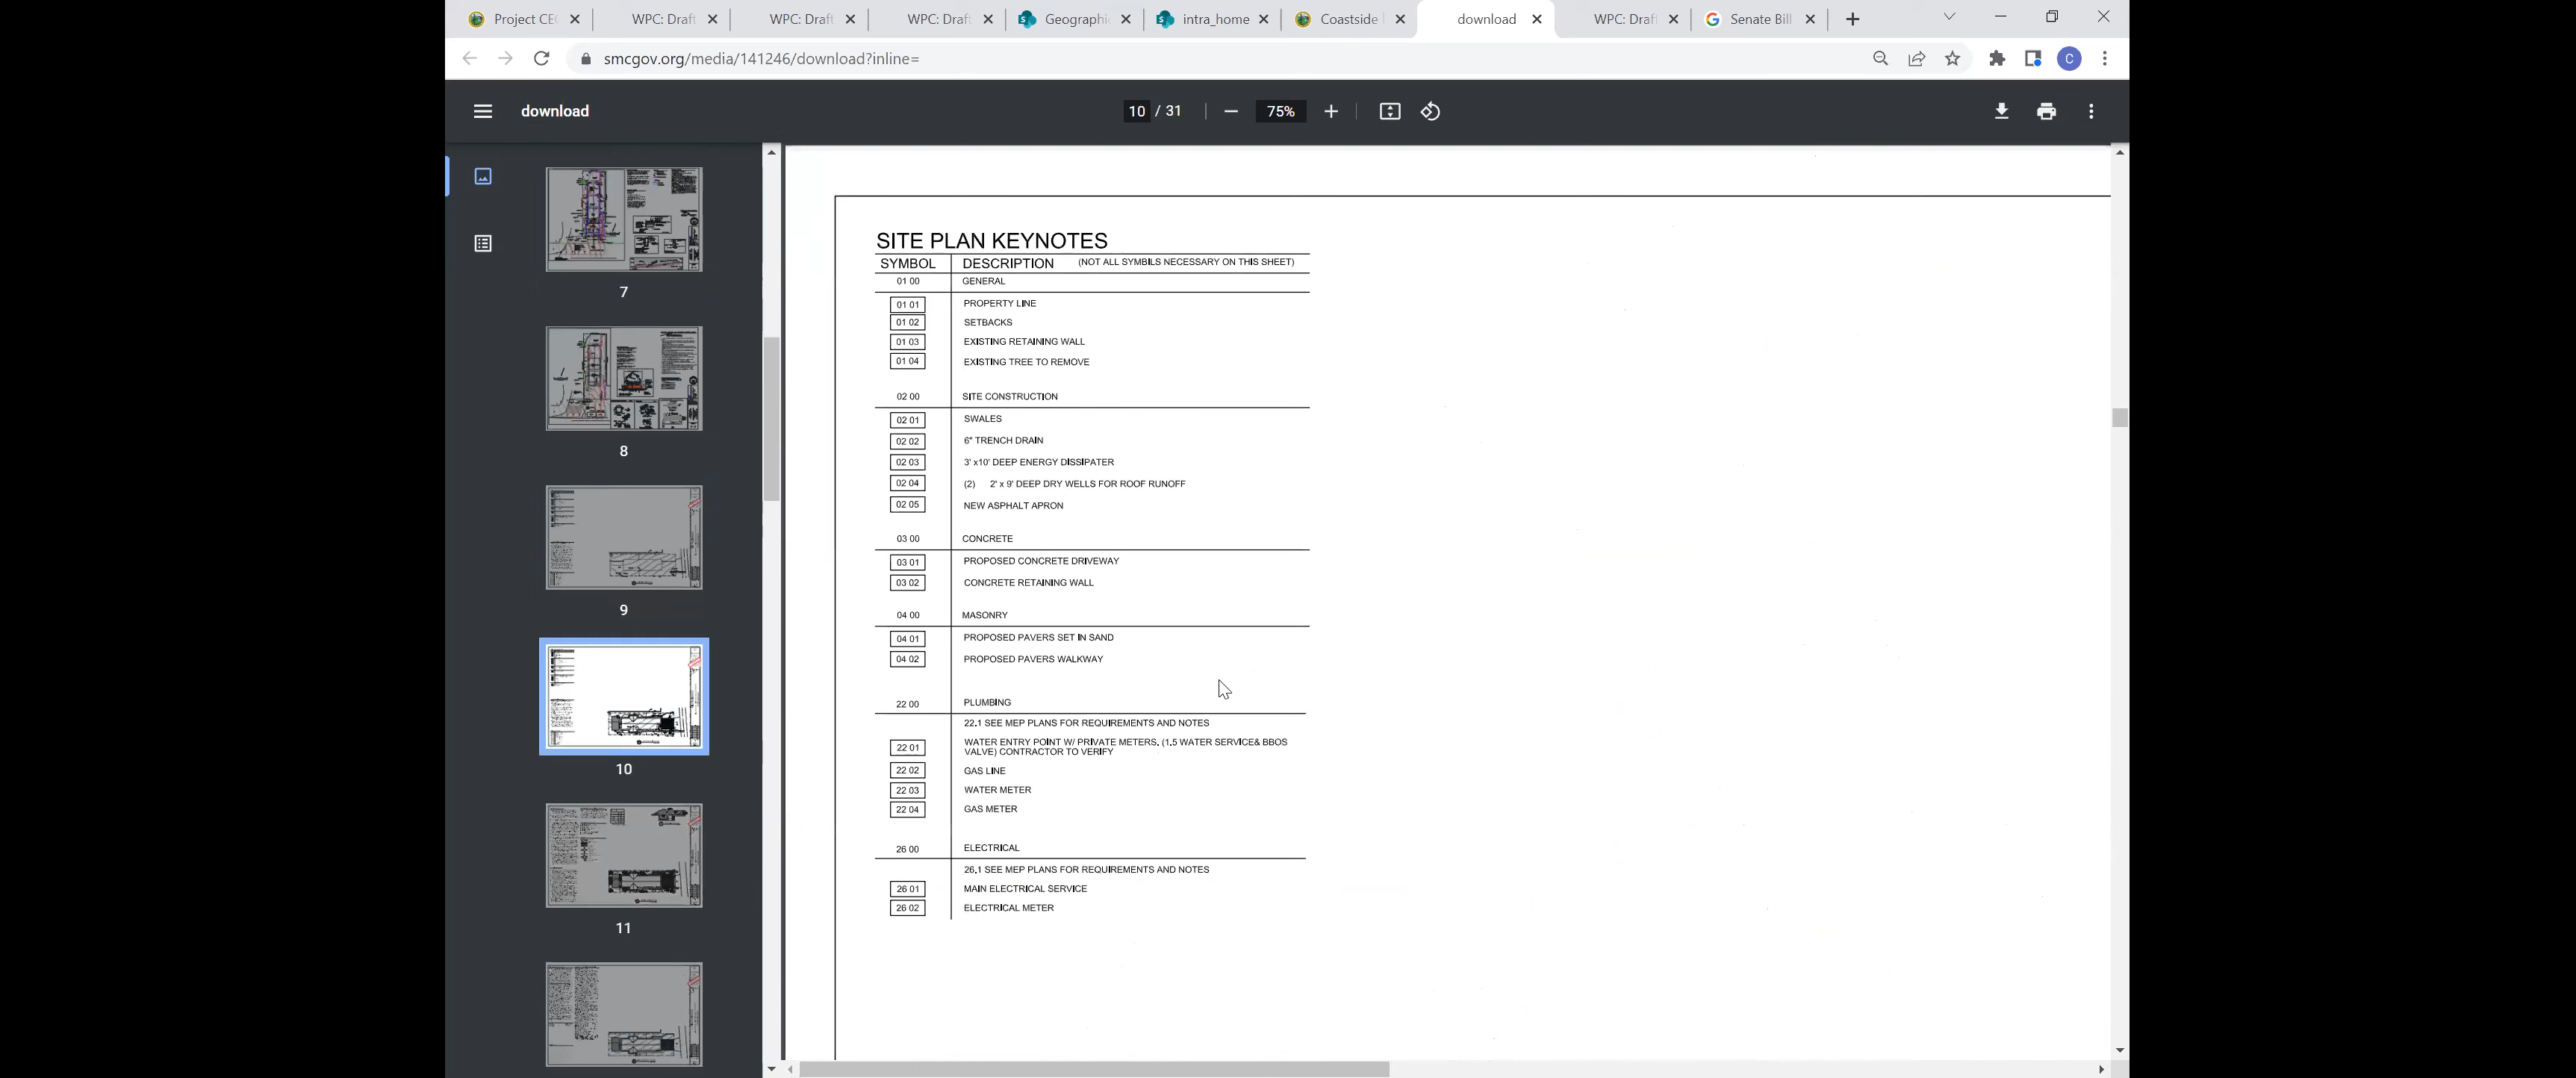 Project CE
WPC: Draft
WPC: Draft
WPC: Draft
Geographic
intra_home
Coastside
download
WPC: Draf
Senate Bill
smcgov.org/media/141246/download?inline=
C
download
10 / 31
75%
7
8
9
10
11
SITE PLAN KEYNOTES
SYMBOL DESCRIPTION (NOT ALL SYMBILS NECESSARY ON THIS SHEET)
01 00 GENERAL
01 01 PROPERTY LINE
01 02 SETBACKS
01 03 EXISTING RETAINING WALL
01 04 EXISTING TREE TO REMOVE
02 00 SITE CONSTRUCTION
02 01 SWALES
02 02 6" TRENCH DRAIN
02 03 3' x10' DEEP ENERGY DISSIPATER
02 04 (2) 2' x 9' DEEP DRY WELLS FOR ROOF RUNOFF
02 05 NEW ASPHALT APRON
03 00 CONCRETE
03 01 PROPOSED CONCRETE DRIVEWAY
03 02 CONCRETE RETAINING WALL
04 00 MASONRY
04 01 PROPOSED PAVERS SET IN SAND
04 02 PROPOSED PAVERS WALKWAY
22 00 PLUMBING
22.1 SEE MEP PLANS FOR REQUIREMENTS AND NOTES
22 01 WATER ENTRY POINT W/ PRIVATE METERS. (1.5 WATER SERVICE& BBOS
VALVE) CONTRACTOR TO VERIFY
22 02 GAS LINE
22 03 WATER METER
22 04 GAS METER
26 00 ELECTRICAL
26.1 SEE MEP PLANS FOR REQUIREMENTS AND NOTES
26 01 MAIN ELECTRICAL SERVICE
26 02 ELECTRICAL METER